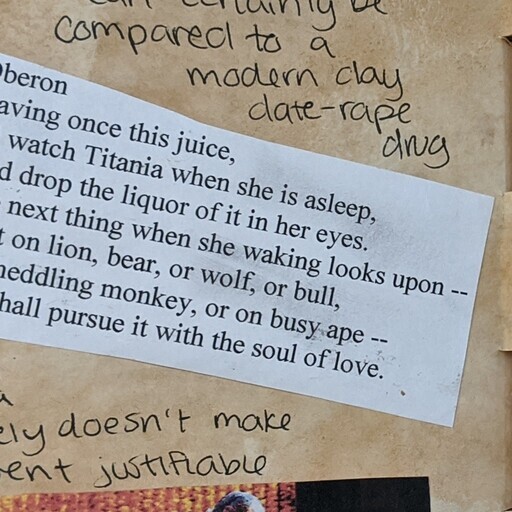 can certainly be
compared to a
modern clay
date-rape
drug
Oberon
aving once this juice,
watch Titania when she is asleep,
d drop the liquor of it in her eyes.
next thing when she waking looks upon --
t on lion, bear, or wolf, or bull,
neddling monkey, or on busy ape --
hall pursue it with the soul of love.
ely doesn't make
ent justifiable